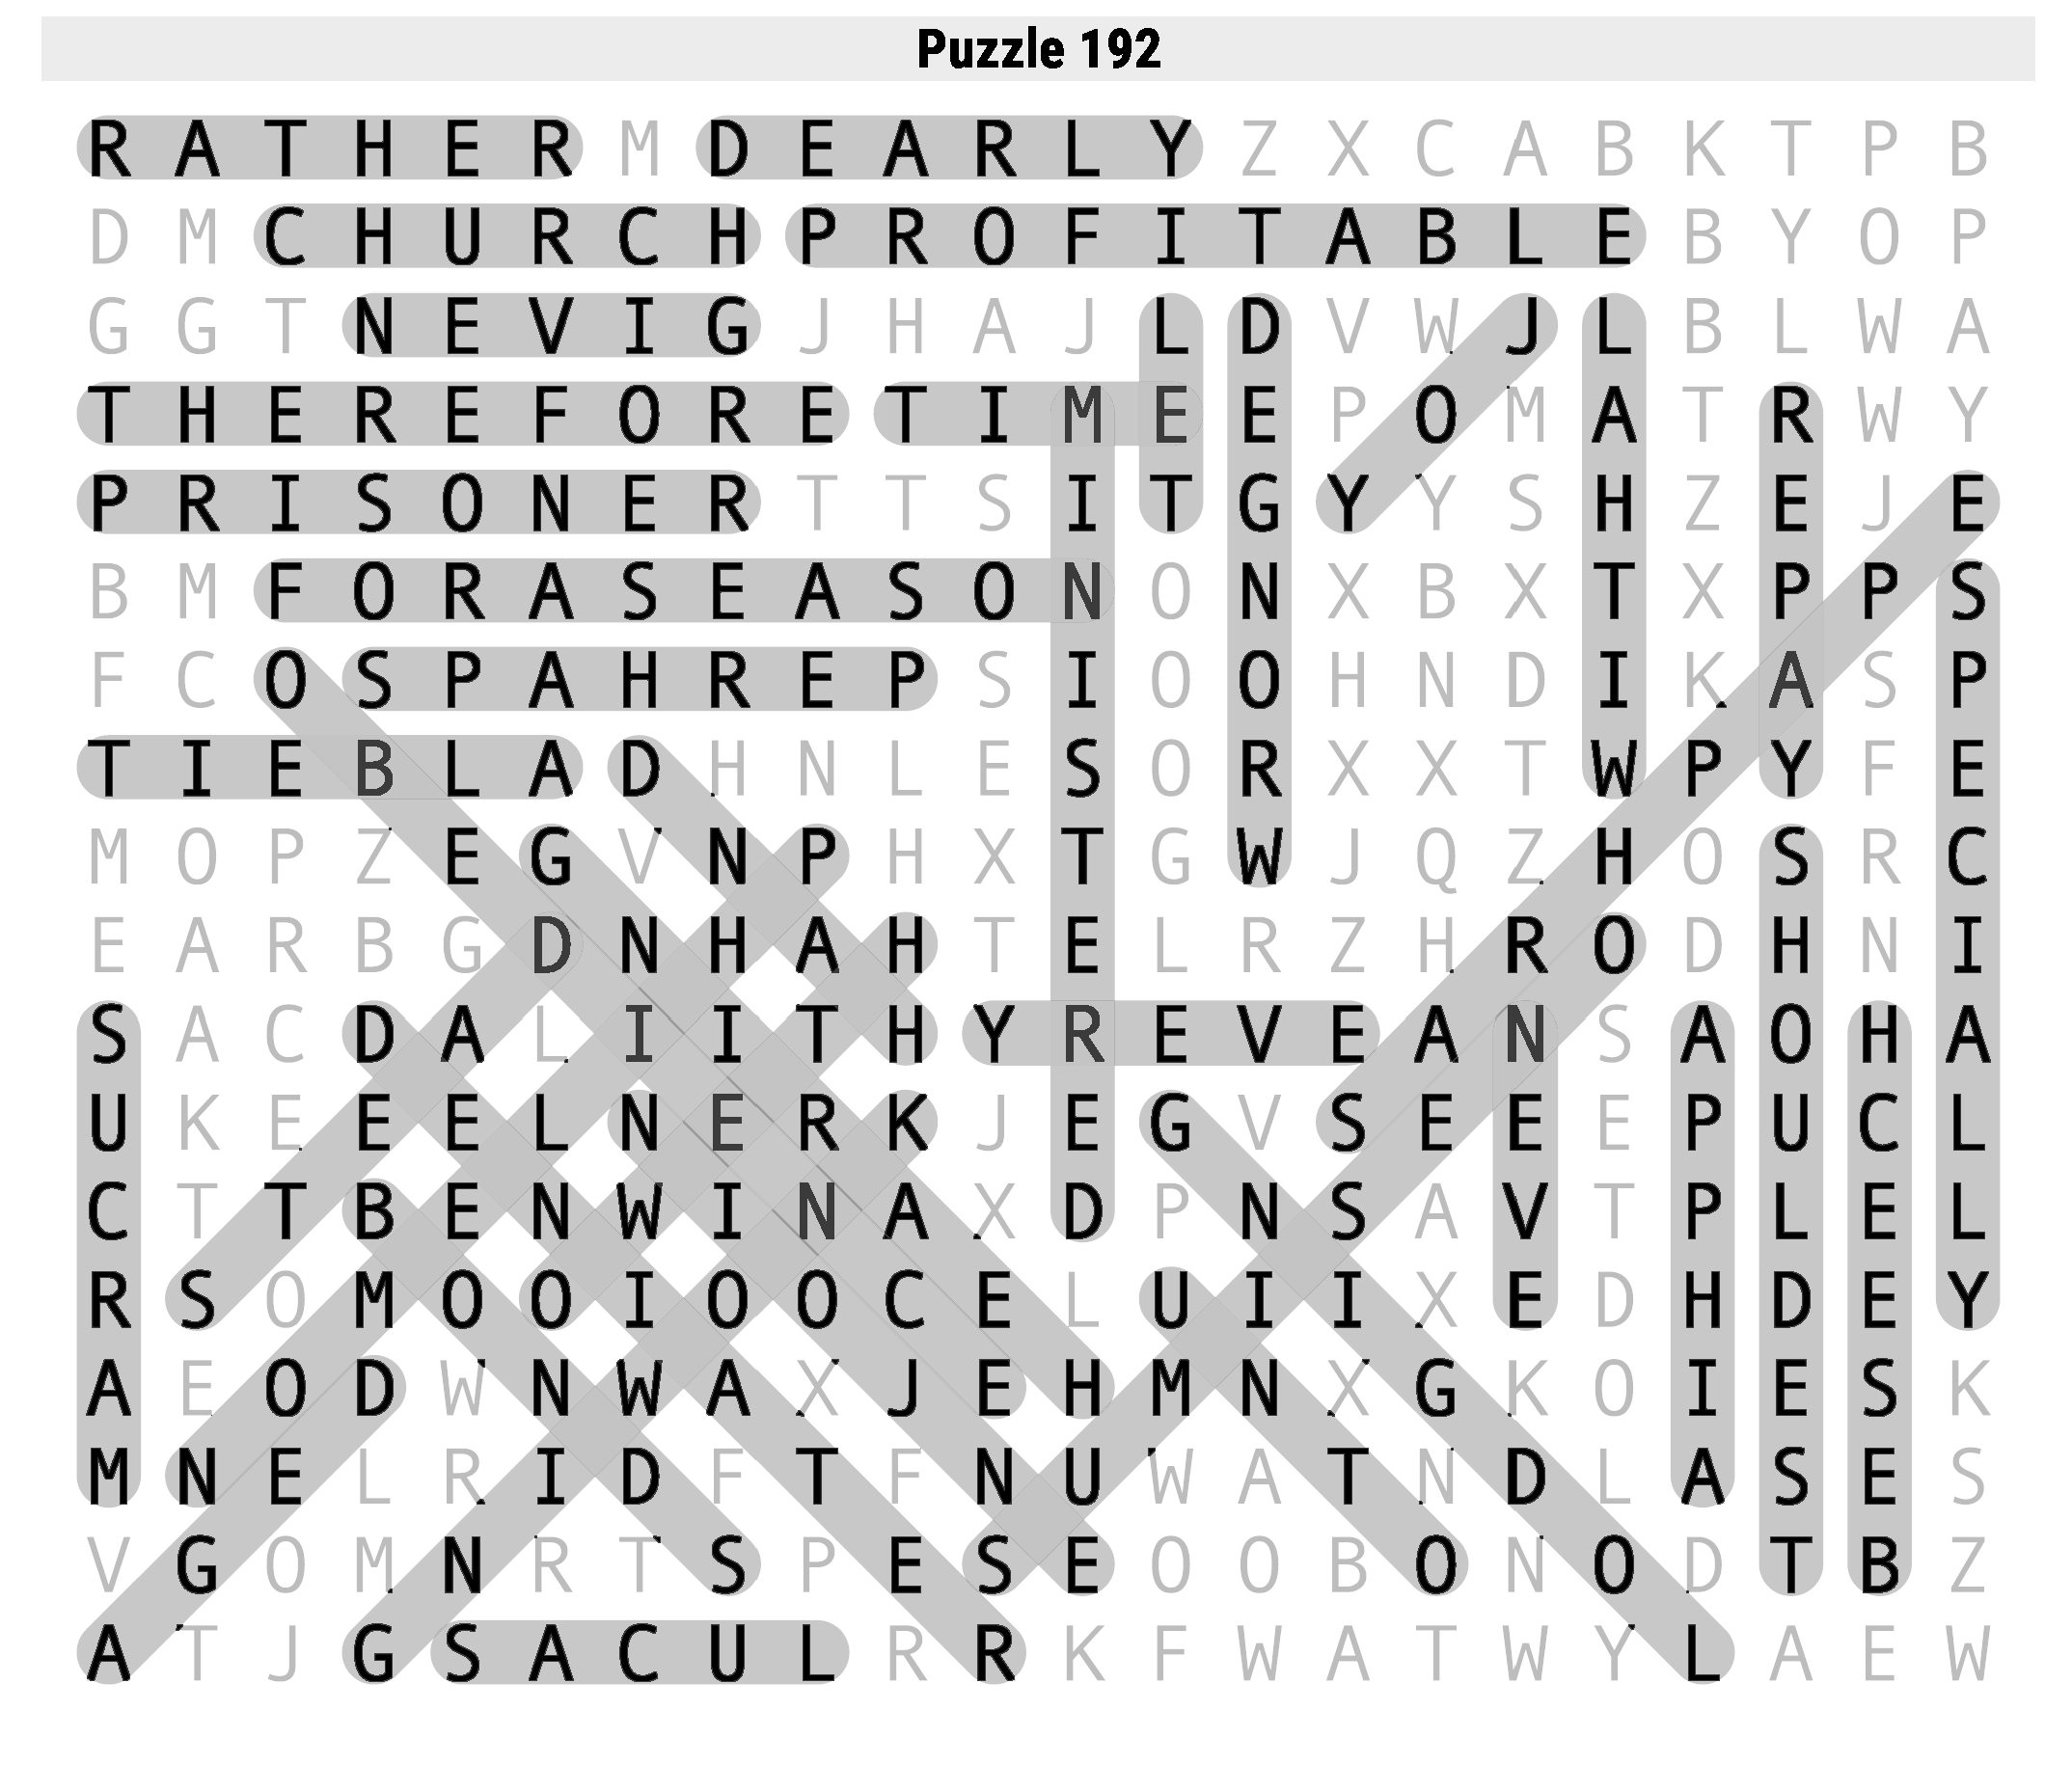 Puzzle 192
R A T H E R M D E A R L Y Z X C A B K T P B
D M C H U R C H P R O F I T A B L E B Y O P
G G T N E V I G J H A J L D V W J L B L W A
T H E R E F O R E T I M E E P O M A T R W Y
P R I S O N E R T T S I T G Y Y S H Z E J E
B M F O R A S E A S O N O N X B X T X P P S
F C O S P A H R E P S I O O H N D I K A S P
T I E B L A D H N L E S O R X X T W P Y F E
M O P Z E G V N P H X T G W J Q Z H O S R C
E A R B G D N H A H T E L R Z H R O D H N I
S A C D A L I I T H Y R E V E A N S A O H A
U K E E E L N E R K J E G V S E E E P U C L
C T T B E N W I N A X D P N S A V T P L E L
R S O M O O I O O C E L U I I X E D H D E Y
A E O D W N W A X J E H M N X G K O I E S K
M N E L R I D F T F N U W A T N D L A S E S
V G O M N R T S P E S E O O B O N O D T B Z
A T J G S A C U L R R K F W A T W Y L A E W